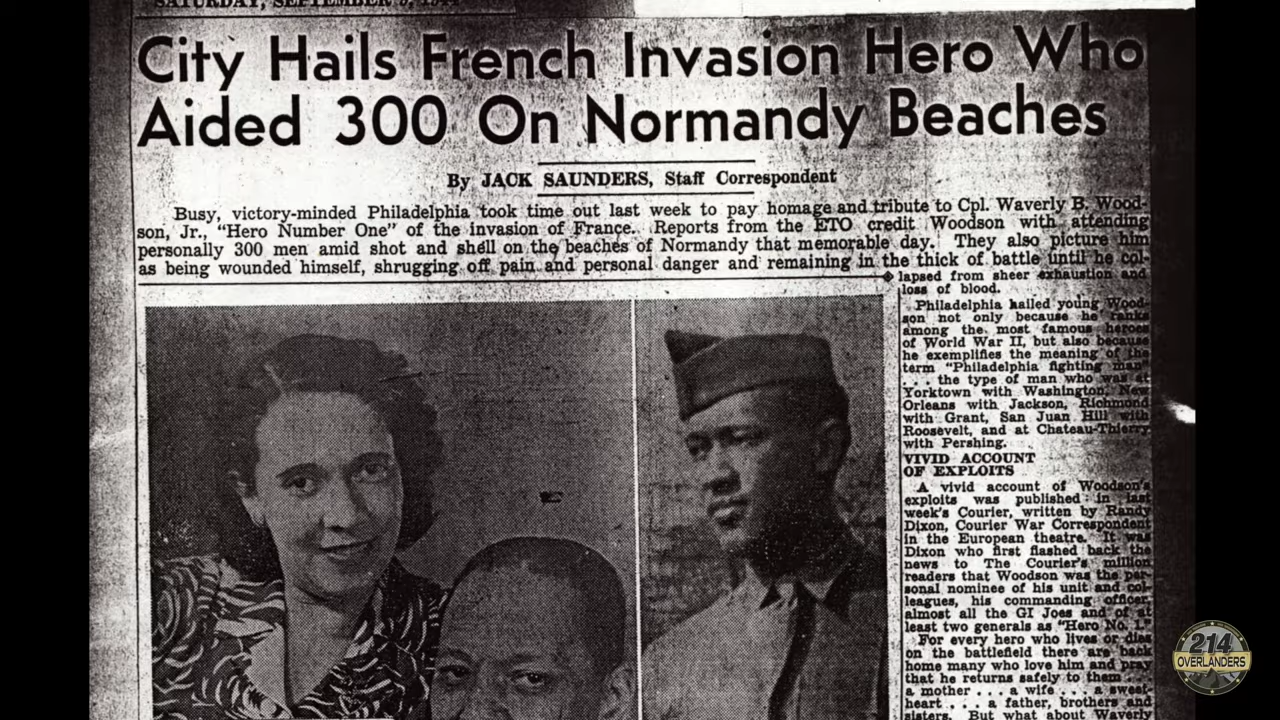 SATURDAY, SEPTEMBER 9, 1944
City Hails French Invasion Hero Who
Aided 300 On Normandy Beaches
By JACK SAUNDERS, Staff Correspondent
Busy, victory-minded Philadelphia took time out last week to pay homage and tribute to Cpl. Waverly B. Wood-
son, Jr., “Hero Number One” of the invasion of France. Reports from the ETO credit Woodson with attending
personally 300 men amid shot and shell on the beaches of Normandy that memorable day. They also picture him
as being wounded himself, shrugging off pain and personal danger and remaining in the thick of battle until he col-
lapsed from sheer exhaustion and
loss of blood.
Philadelphia hailed young Wood-
son not only because he ranks
among the most famous heroes
of World War II, but also because
he exemplifies the meaning of the
term “Philadelphia fighting man”
. . . the type of man who was at
Yorktown with Washington, New
Orleans with Jackson, Richmond
with Grant, San Juan Hill with
Roosevelt, and at Chateau-Thierry
with Pershing.
VIVID ACCOUNT
OF EXPLOITS
A vivid account of Woodson's
exploits was published in last
week's Courier, written by Randy
Dixon, Courier War Correspondent
in the European theatre. It was
Dixon who first flashed back the
news to The Courier's million
readers that Woodson was the per-
sonal nominee of his unit and col-
leagues, his commanding officer,
almost all the GI Joes and of at
least two generals as “Hero No. 1.”
For every hero who lives or dies
on the battlefield there are back
home many who love him and pray
that he returns safely to them . . .
a mother . . . a wife . . . a sweet-
heart . . . a father, brothers and
sisters. But what about Waverly
214
OVERLANDERS